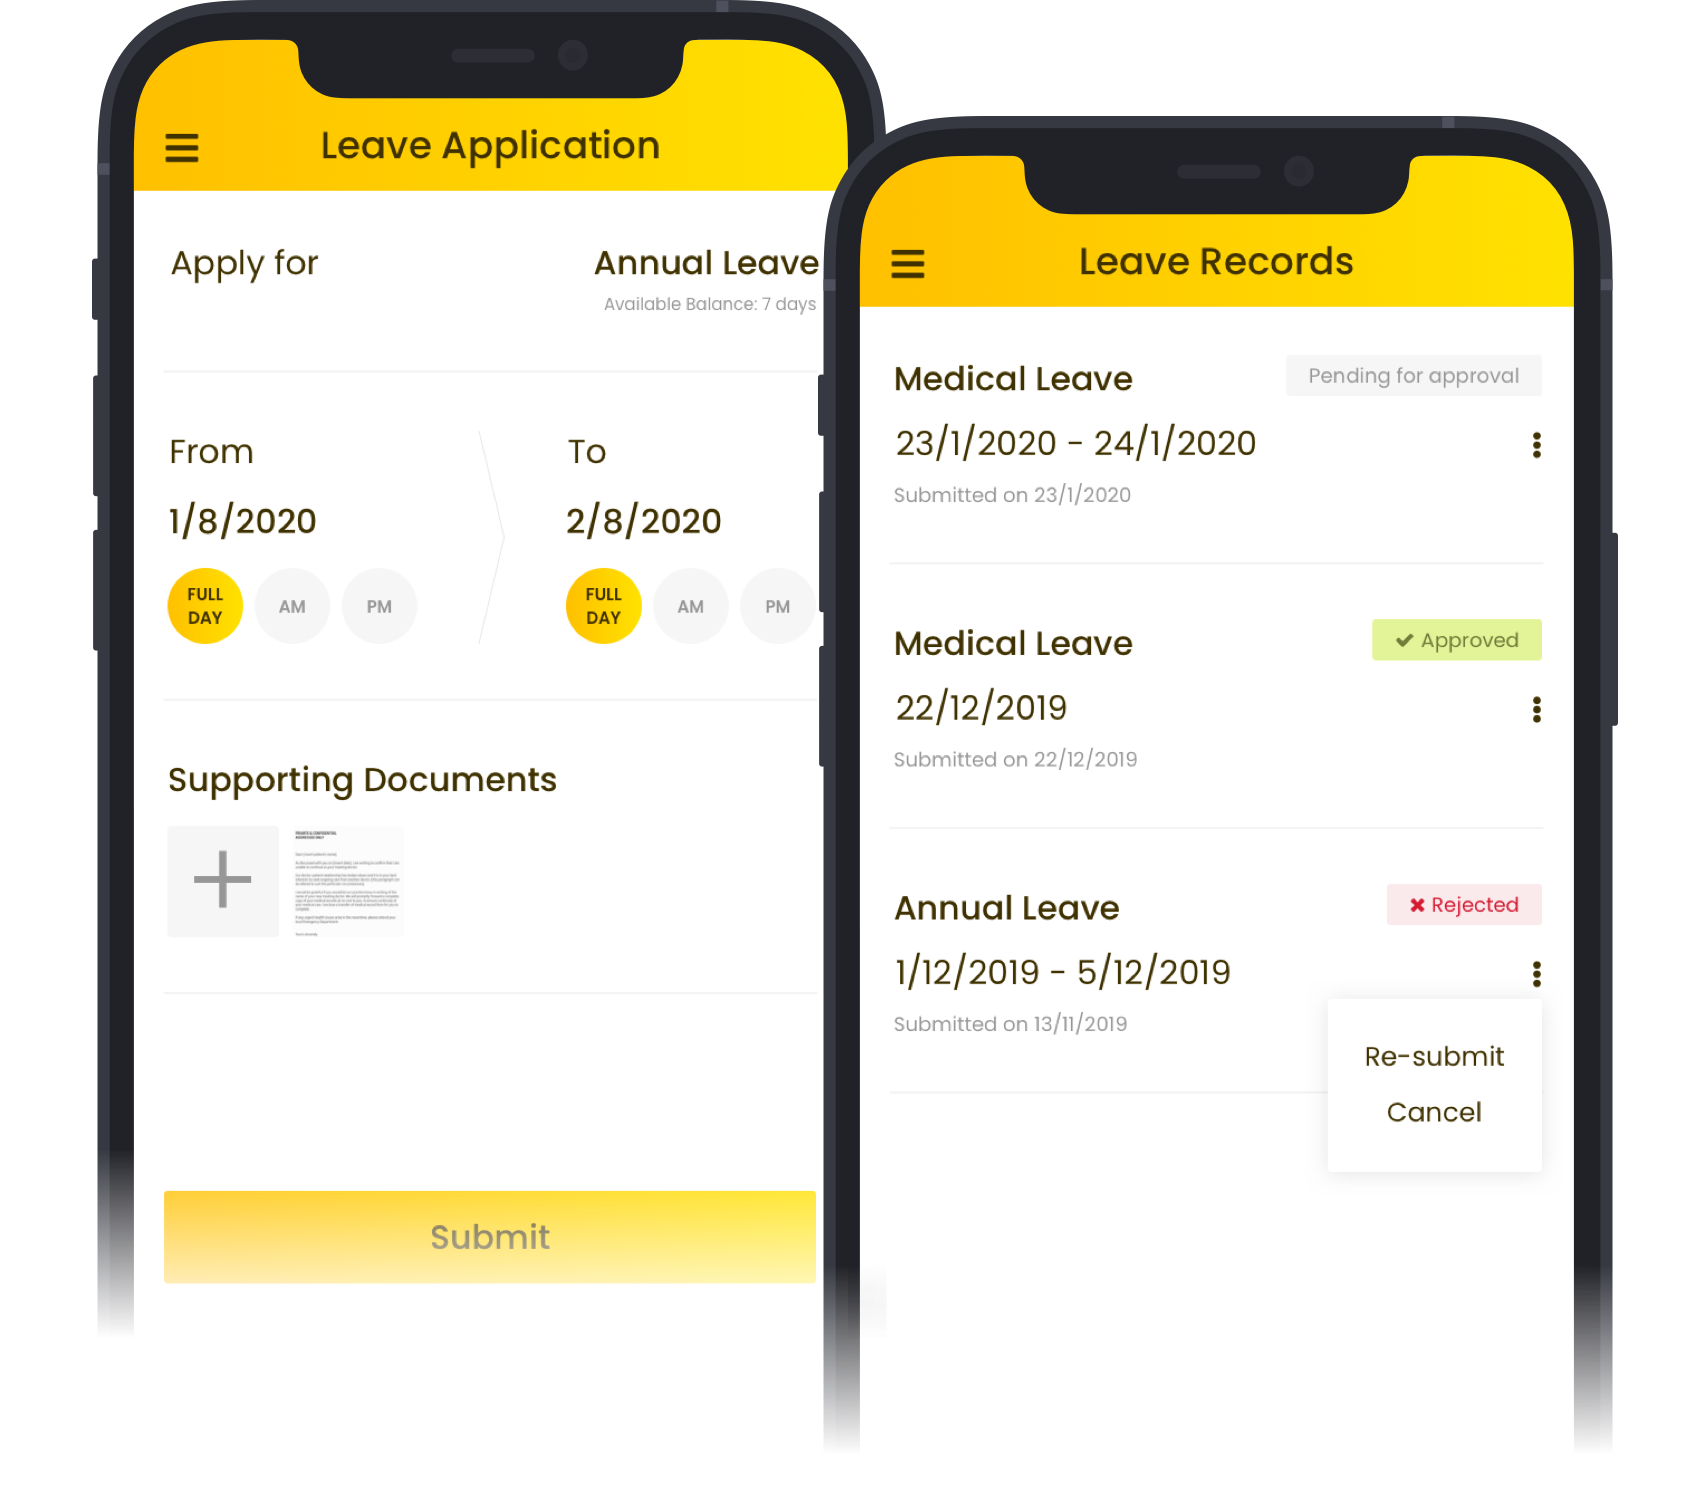 Leave Application
Apply for
Annual Leave
Available Balance: 7 days
From
To
1/8/2020
2/8/2020
FULL DAY
AM
PM
FULL DAY
AM
PM
Supporting Documents
PRIVATE & CONFIDENTIAL
Submit
Leave Records
Medical Leave
Pending for approval
23/1/2020 - 24/1/2020
Submitted on 23/1/2020
Medical Leave
Approved
22/12/2019
Submitted on 22/12/2019
Annual Leave
Rejected
1/12/2019 - 5/12/2019
Submitted on 13/11/2019
Re-submit
Cancel